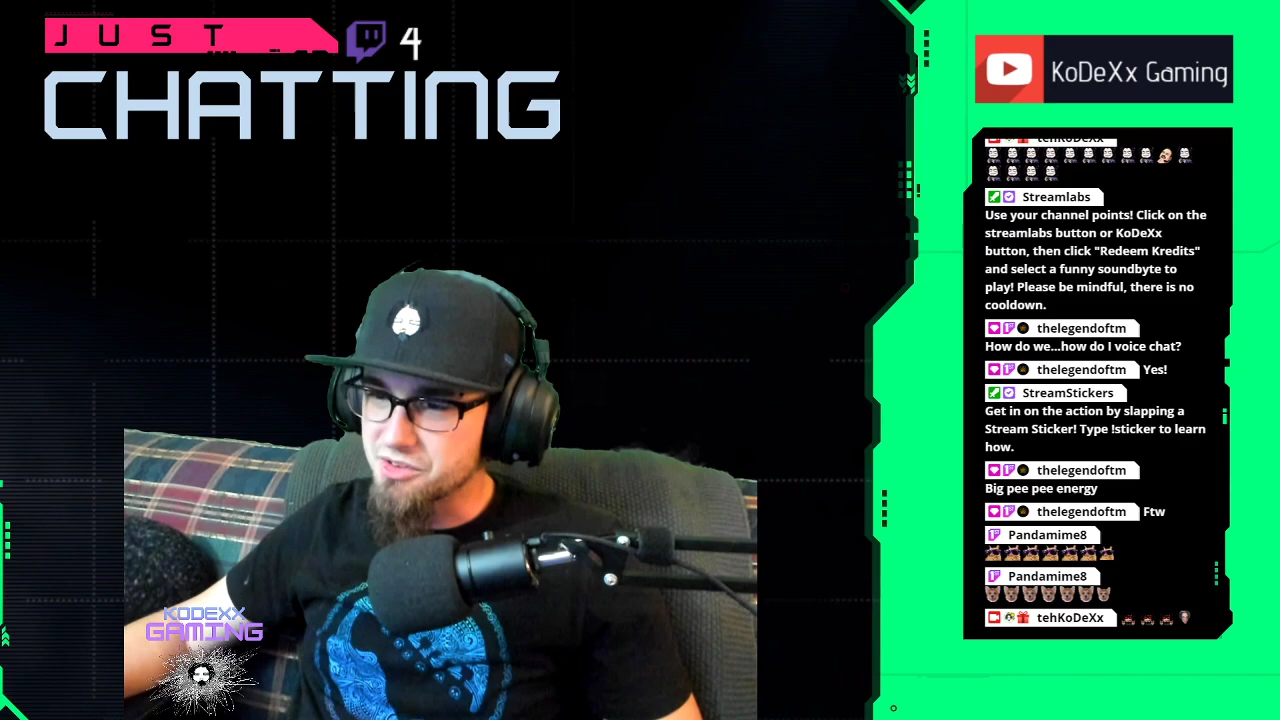 JUST
4
CHATTING
KoDeXx Gaming
tehKoDeXx
Streamlabs
Use your channel points! Click on the
streamlabs button or KoDeXx
button, then click "Redeem Kredits"
and select a funny soundbyte to
play! Please be mindful, there is no
cooldown.
thelegendoftm
How do we...how do I voice chat?
thelegendoftm Yes!
StreamStickers
Get in on the action by slapping a
Stream Sticker! Type !sticker to learn
how.
thelegendoftm
Big pee pee energy
thelegendoftm Ftw
Pandamime8
Pandamime8
tehKoDeXx
KODEXX
GAMING